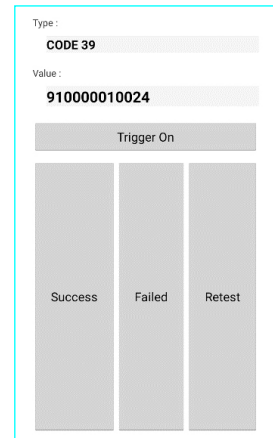 Type :
CODE 39
Value :
910000010024
Trigger On
Success Failed Retest